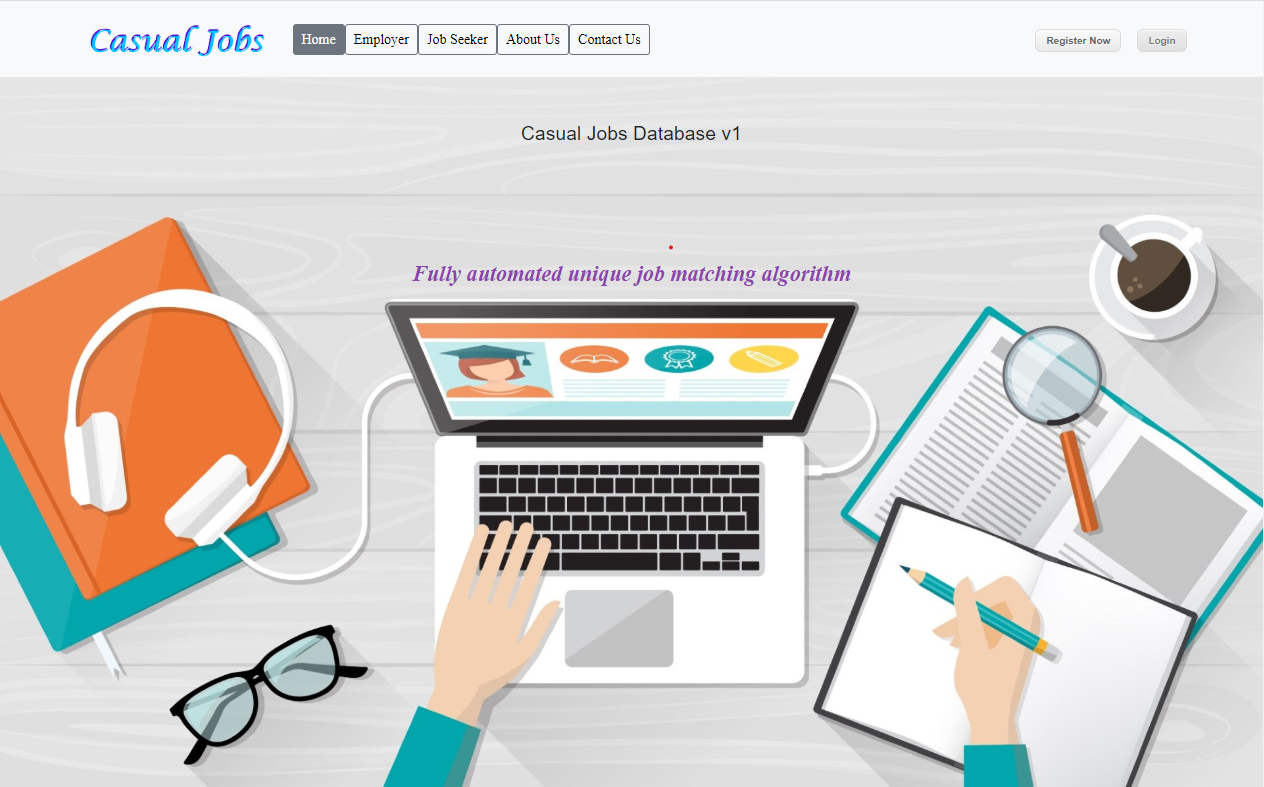 Casual Jobs
Home Employer Job Seeker About Us Contact Us
Register Now Login
Casual Jobs Database v1
Fully automated unique job matching algorithm